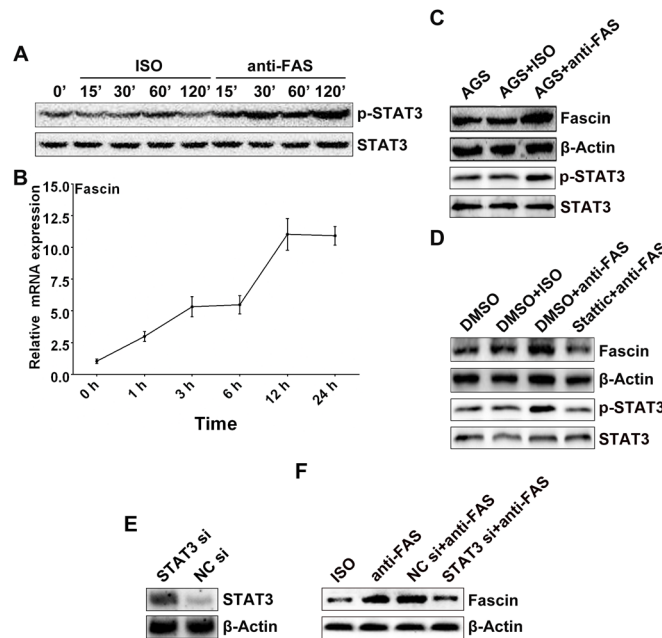 A
ISO anti-FAS
0’ 15’ 30’ 60’ 120’ 15’ 30’ 60’ 120’
p-STAT3
STAT3
B
Fascin
Relative mRNA expression
15.0
12.5
10.0
7.5
5.0
2.5
0.0
0 h 1 h 3 h 6 h 12 h 24 h
Time
C
AGS AGS+ISO AGS+anti-FAS
Fascin
β-Actin
p-STAT3
STAT3
D
DMSO DMSO+ISO DMSO+anti-FAS Stattic+anti-FAS
Fascin
β-Actin
p-STAT3
STAT3
E
STAT3 si NC si
STAT3
β-Actin
F
ISO anti-FAS NC si+anti-FAS STAT3 si+anti-FAS
Fascin
β-Actin